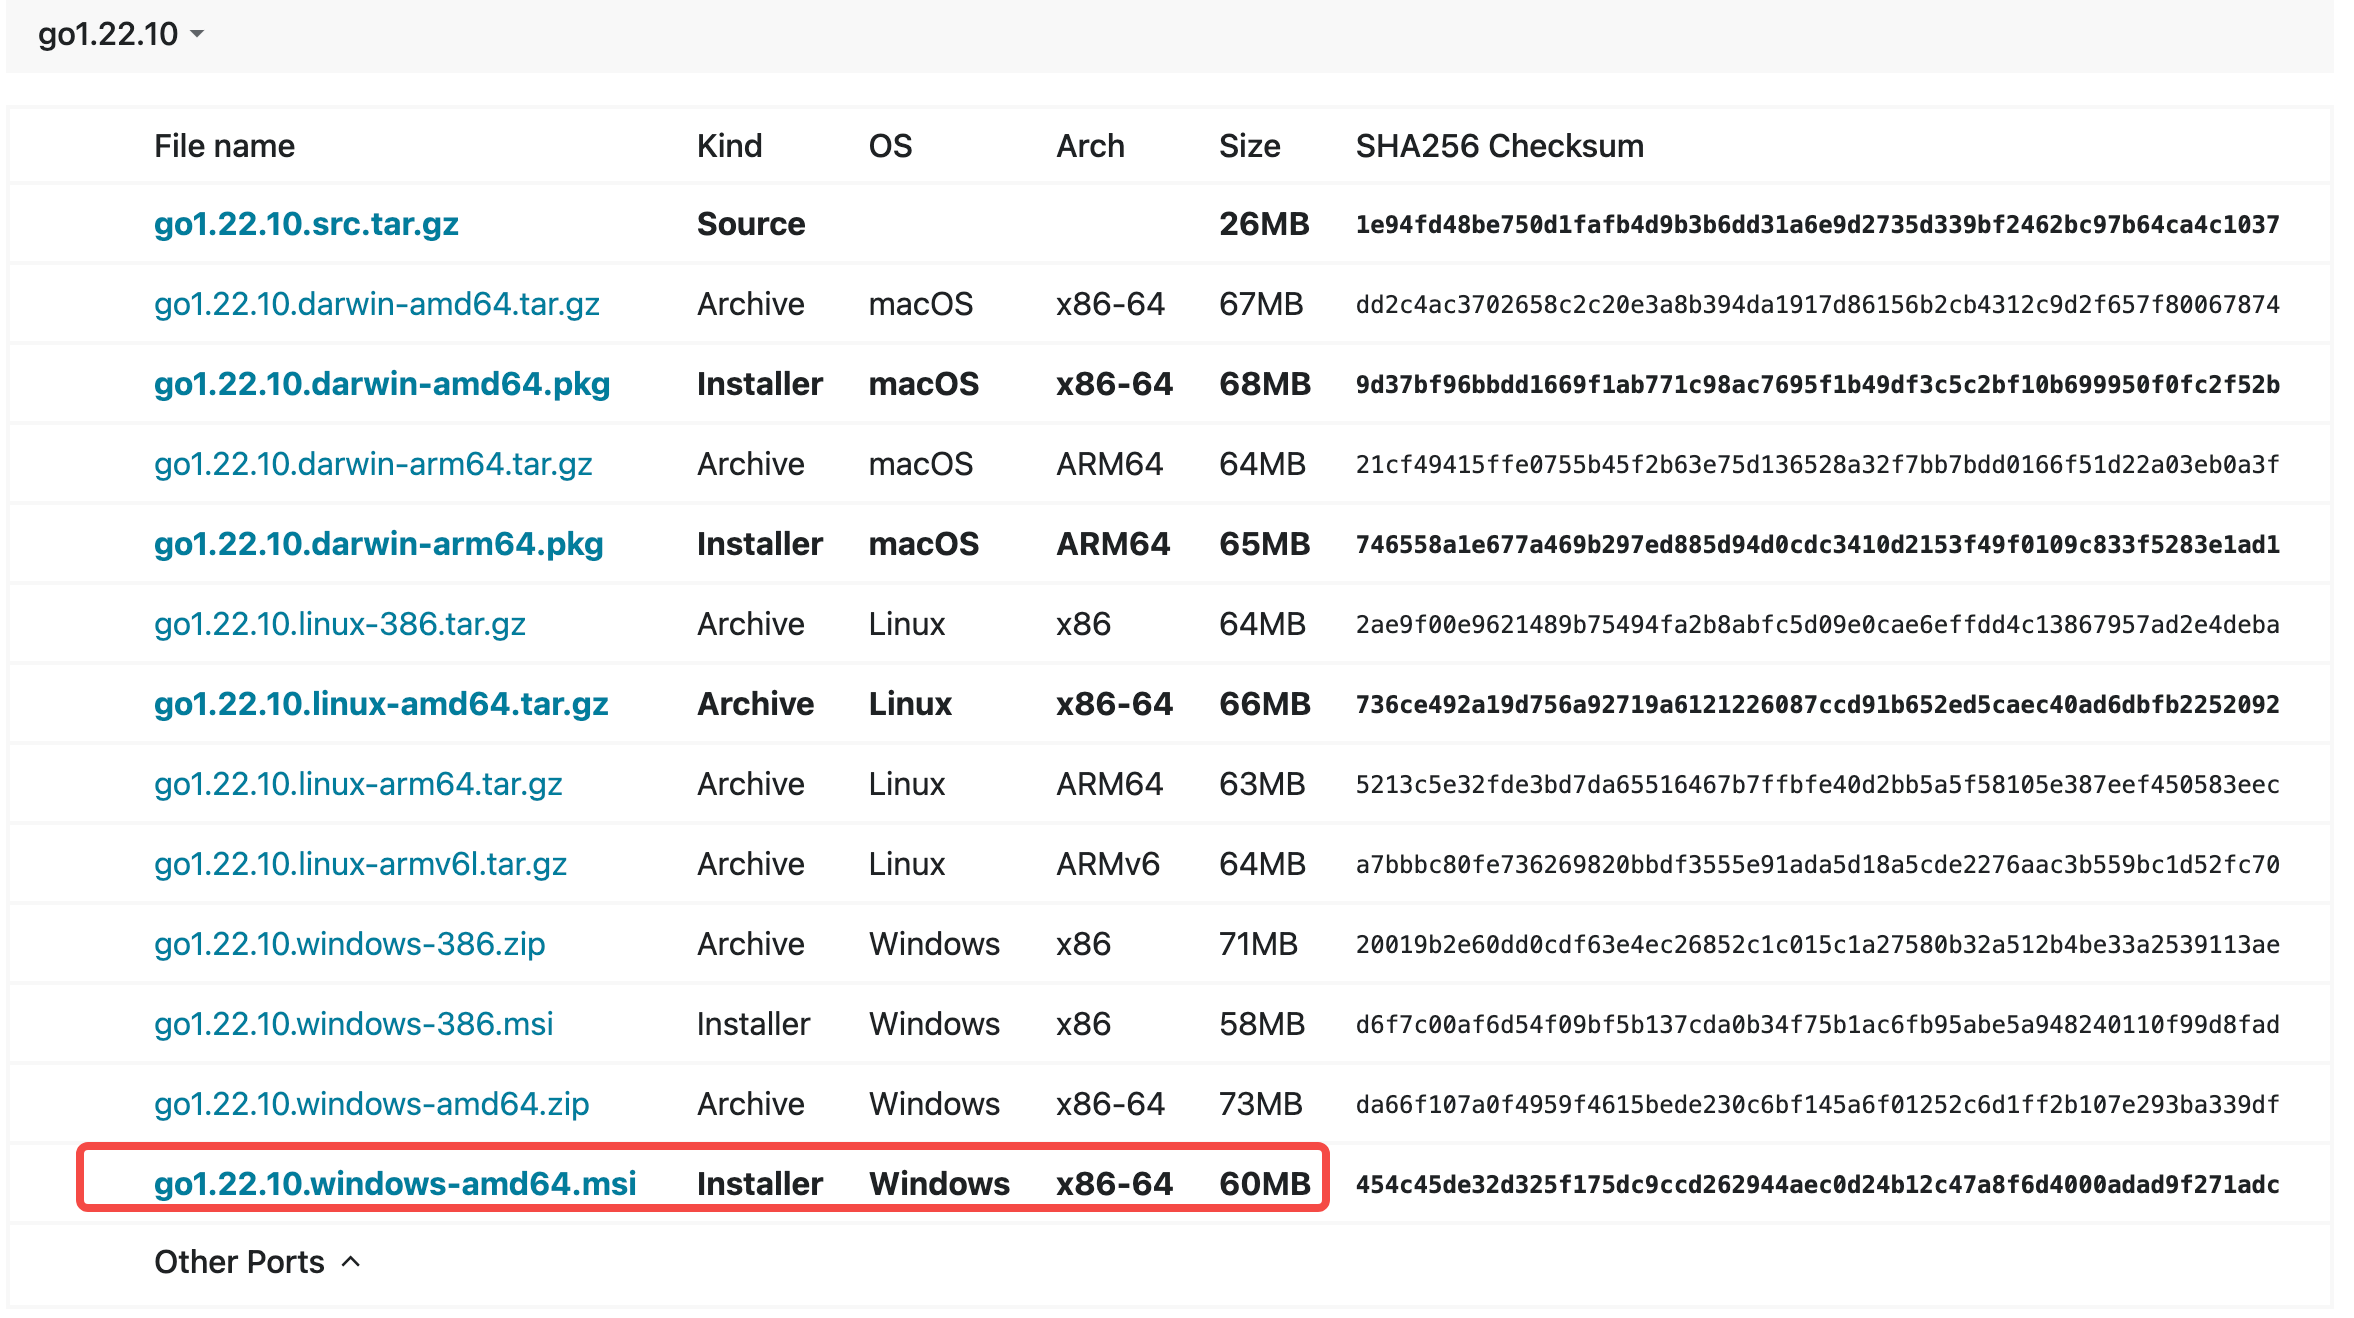 go1.22.10
File name Kind OS Arch Size SHA256 Checksum
go1.22.10.src.tar.gz Source 26MB 1e94fd48be750d1fafb4d9b3b6dd31a6e9d2735d339bf2462bc97b64ca4c1037
go1.22.10.darwin-amd64.tar.gz Archive macOS x86-64 67MB dd2c4ac3702658c2c20e3a8b394da1917d86156b2cb4312c9d2f657f80067874
go1.22.10.darwin-amd64.pkg Installer macOS x86-64 68MB 9d37bf96bbdd1669f1ab771c98ac7695f1b49df3c5c2bf10b699950f0fc2f52b
go1.22.10.darwin-arm64.tar.gz Archive macOS ARM64 64MB 21cf49415ffe0755b45f2b63e75d136528a32f7bb7bdd0166f51d22a03eb0a3f
go1.22.10.darwin-arm64.pkg Installer macOS ARM64 65MB 746558a1e677a469b297ed885d94d0cdc3410d2153f49f0109c833f5283e1ad1
go1.22.10.linux-386.tar.gz Archive Linux x86 64MB 2ae9f00e9621489b75494fa2b8abfc5d09e0cae6effdd4c13867957ad2e4deba
go1.22.10.linux-amd64.tar.gz Archive Linux x86-64 66MB 736ce492a19d756a92719a6121226087ccd91b652ed5caec40ad6dbfb2252092
go1.22.10.linux-arm64.tar.gz Archive Linux ARM64 63MB 5213c5e32fde3bd7da65516467b7ffbfe40d2bb5a5f58105e387eef450583eec
go1.22.10.linux-armv6l.tar.gz Archive Linux ARMv6 64MB a7bbbc80fe736269820bbdf3555e91ada5d18a5cde2276aac3b559bc1d52fc70
go1.22.10.windows-386.zip Archive Windows x86 71MB 20019b2e60dd0cdf63e4ec26852c1c015c1a27580b32a512b4be33a2539113ae
go1.22.10.windows-386.msi Installer Windows x86 58MB d6f7c00af6d54f09bf5b137cda0b34f75b1ac6fb95abe5a948240110f99d8fad
go1.22.10.windows-amd64.zip Archive Windows x86-64 73MB da66f107a0f4959f4615bede230c6bf145a6f01252c6d1ff2b107e293ba339df
go1.22.10.windows-amd64.msi Installer Windows x86-64 60MB 454c45de32d325f175dc9ccd262944aec0d24b12c47a8f6d4000adad9f271adc
Other Ports